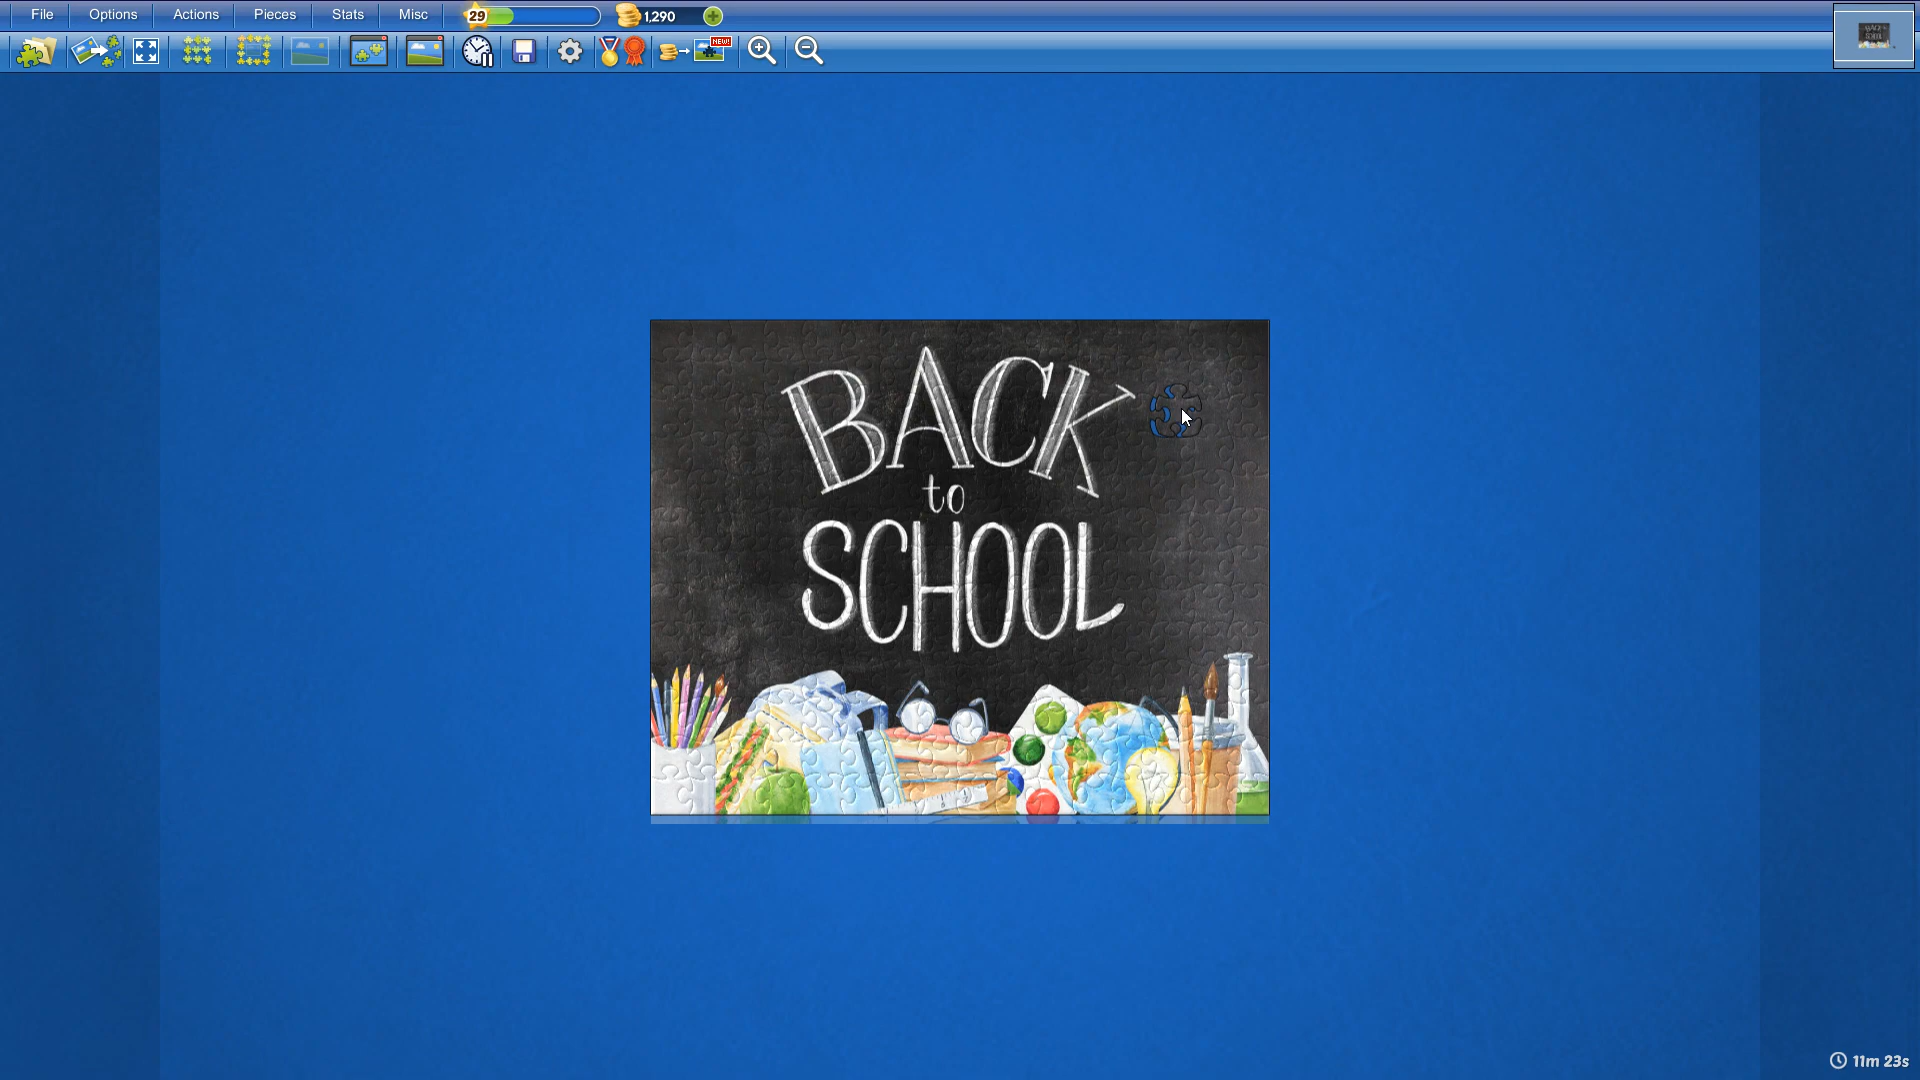 File Options Actions Pieces Stats Misc 29 1,290
NEW!
BACK
to
SCHOOL
11m 23s